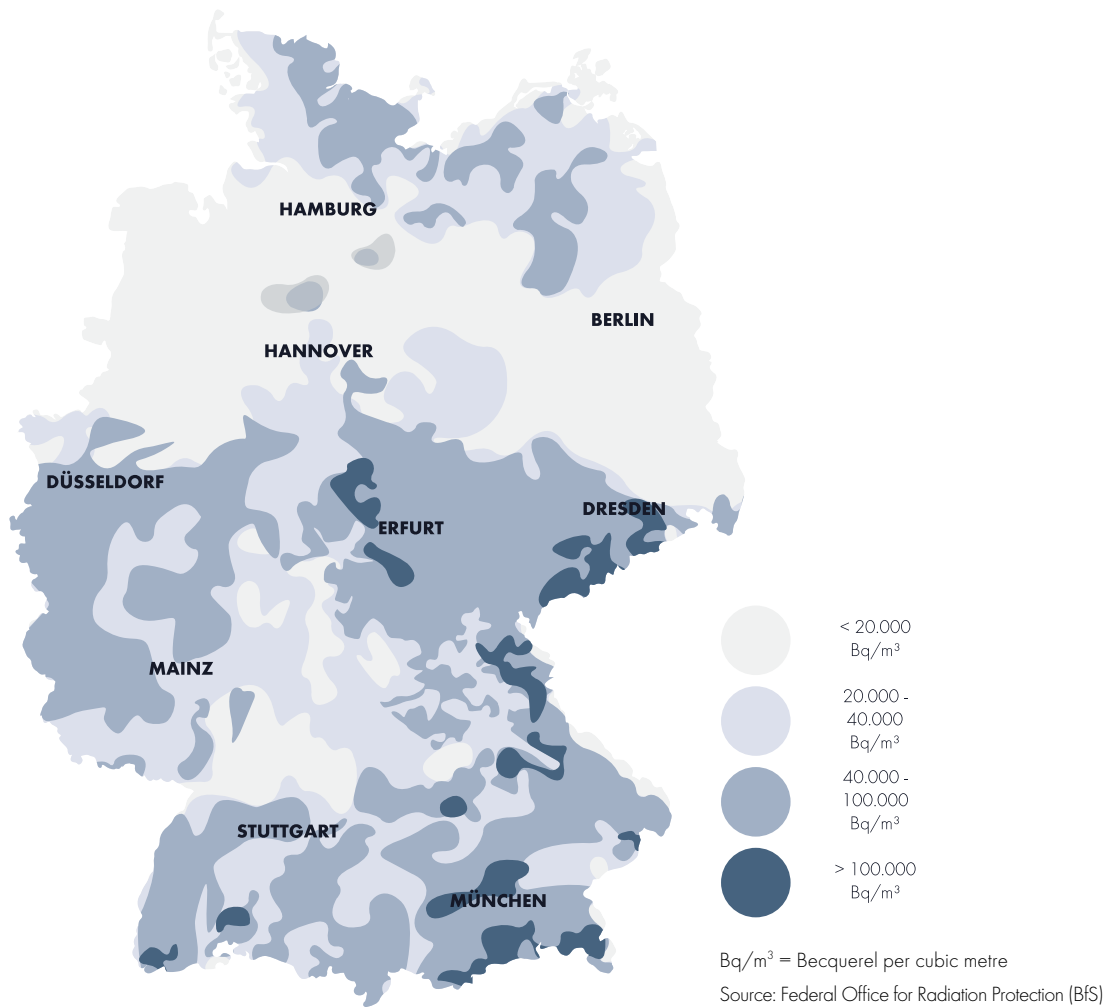 HAMBURG
BERLIN
HANNOVER
DÜSSELDORF
DRESDEN
ERFURT
MAINZ
STUTTGART
MÜNCHEN
< 20.000
Bq/m³
20.000 -
40.000
Bq/m³
40.000 -
100.000
Bq/m³
> 100.000
Bq/m³
Bq/m³ = Becquerel per cubic metre
Source: Federal Office for Radiation Protection (BfS)